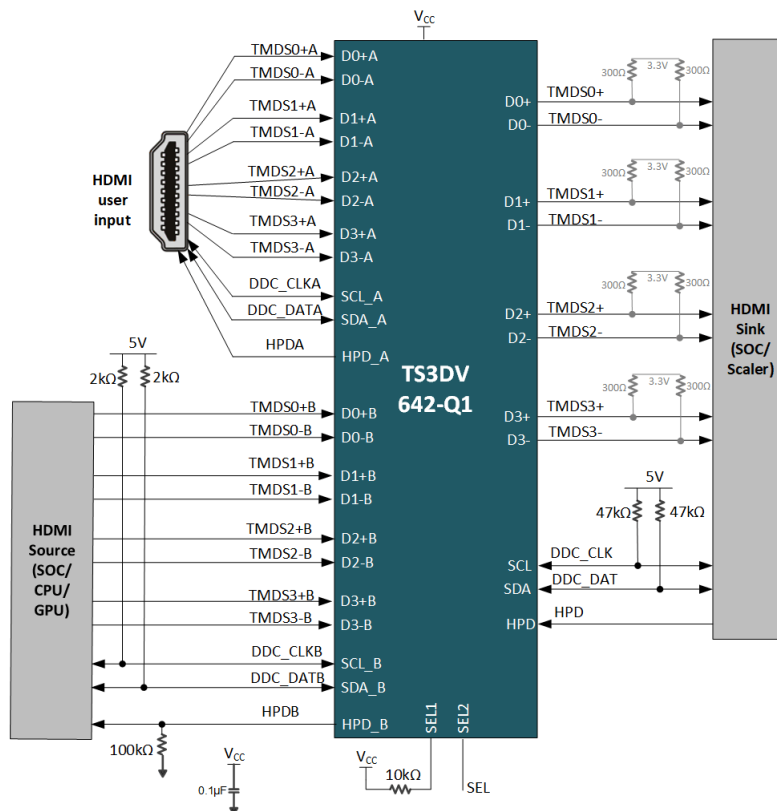 VCC
TMDS0+A
D0+A
TMDS0-A
D0-A
TMDS1+A
D1+A
TMDS1-A
D1-A
TMDS2+A
D2+A
TMDS2-A
D2-A
TMDS3+A
D3+A
TMDS3-A
D3-A
DDC_CLKA
SCL_A
DDC_DATA
SDA_A
HPDA
HPD_A
HDMI
user
input
5V
2kΩ
2kΩ
TS3DV
642-Q1
TMDS0+B
D0+B
TMDS0-B
D0-B
TMDS1+B
D1+B
TMDS1-B
D1-B
TMDS2+B
D2+B
TMDS2-B
D2-B
TMDS3+B
D3+B
TMDS3-B
D3-B
DDC_CLKB
SCL_B
DDC_DATB
SDA_B
HPDB
HPD_B
HDMI
Source
(SOC/
CPU/
GPU)
100kΩ
VCC
0.1µF
VCC
10kΩ
SEL1
SEL2
SEL
300Ω
3.3V
300Ω
D0+
TMDS0+
D0-
TMDS0-
300Ω
3.3V
300Ω
D1+
TMDS1+
D1-
TMDS1-
300Ω
3.3V
300Ω
D2+
TMDS2+
D2-
TMDS2-
300Ω
3.3V
300Ω
D3+
TMDS3+
D3-
TMDS3-
5V
47kΩ
47kΩ
SCL
DDC_CLK
SDA
DDC_DAT
HPD
HPD
HDMI
Sink
(SOC/
Scaler)